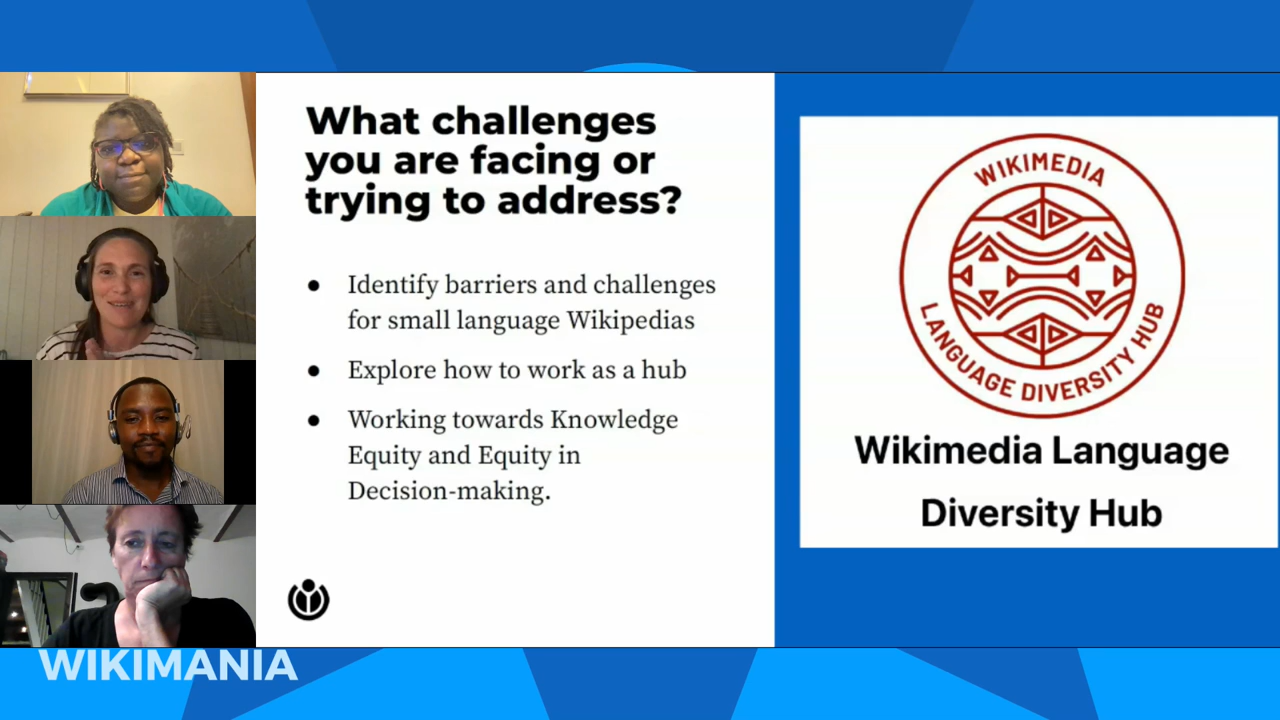 What challenges
you are facing or
trying to address?
● Identify barriers and challenges
for small language Wikipedias
● Explore how to work as a hub
● Working towards Knowledge
Equity and Equity in
Decision-making.
WIKIMEDIA
LANGUAGE DIVERSITY HUB
Wikimedia Language
Diversity Hub
WIKIMANIA